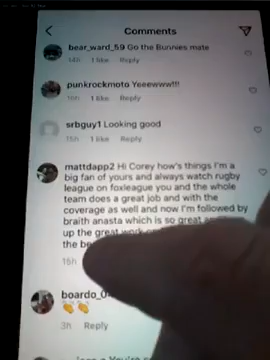 Comments
bear_ward_59 Go the Bunnies mate
14h 1 like Reply
punkrockmoto Yeeewww!!!
16h 1 like Reply
srbguy1 Looking good
15h 1 like Reply
mattdapp2 Hi Corey how's things I'm a
big fan of yours and always watch rugby
league on foxleague you and the whole
team does a great job and with the
coverage as well and now I'm followed by
braith anasta which is so great
up the great work
the be
15h
boardo_0
👏👏
3h Reply